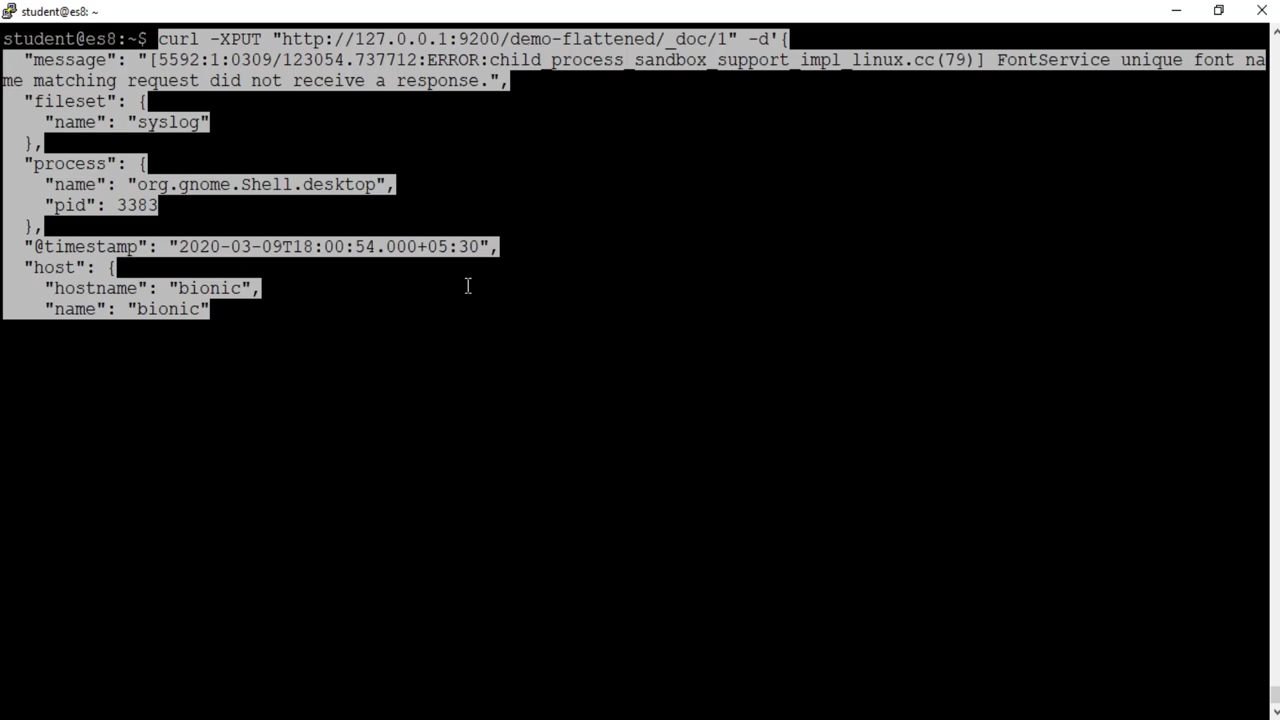 student@es8: ~
student@es8:~$ curl -XPUT "http://127.0.0.1:9200/demo-flattened/_doc/1" -d'{
  "message": "[5592:1:0309/123054.737712:ERROR:child_process_sandbox_support_impl_linux.cc(79)] FontService unique font na
me matching request did not receive a response.",
  "fileset": {
    "name": "syslog"
  },
  "process": {
    "name": "org.gnome.Shell.desktop",
    "pid": 3383
  },
  "@timestamp": "2020-03-09T18:00:54.000+05:30",
  "host": {
    "hostname": "bionic",
    "name": "bionic"